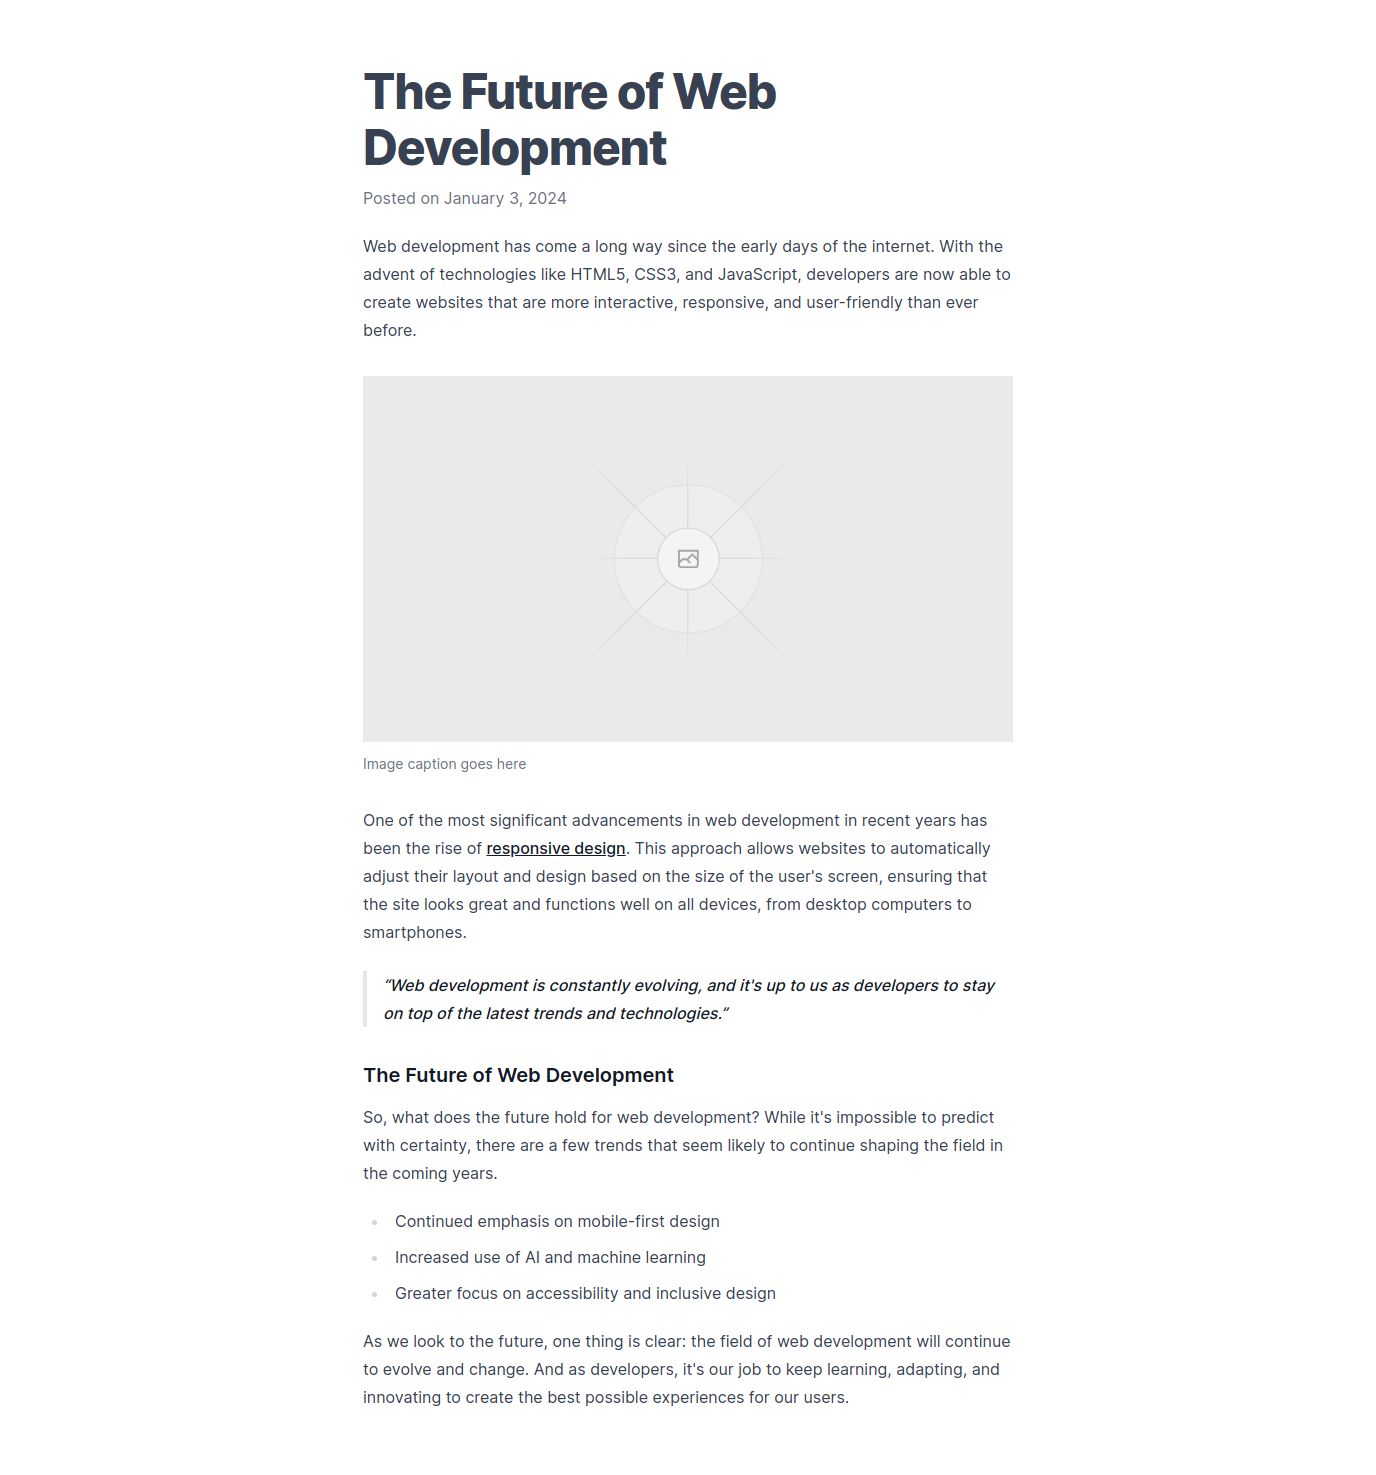 The Future of Web
Development
Posted on January 3, 2024
Web development has come a long way since the early days of the internet. With the
advent of technologies like HTML5, CSS3, and JavaScript, developers are now able to
create websites that are more interactive, responsive, and user-friendly than ever
before.
Image caption goes here
One of the most significant advancements in web development in recent years has
been the rise of responsive design. This approach allows websites to automatically
adjust their layout and design based on the size of the user's screen, ensuring that
the site looks great and functions well on all devices, from desktop computers to
smartphones.
“Web development is constantly evolving, and it's up to us as developers to stay
on top of the latest trends and technologies.”
The Future of Web Development
So, what does the future hold for web development? While it's impossible to predict
with certainty, there are a few trends that seem likely to continue shaping the field in
the coming years.
• Continued emphasis on mobile-first design
• Increased use of AI and machine learning
• Greater focus on accessibility and inclusive design
As we look to the future, one thing is clear: the field of web development will continue
to evolve and change. And as developers, it's our job to keep learning, adapting, and
innovating to create the best possible experiences for our users.